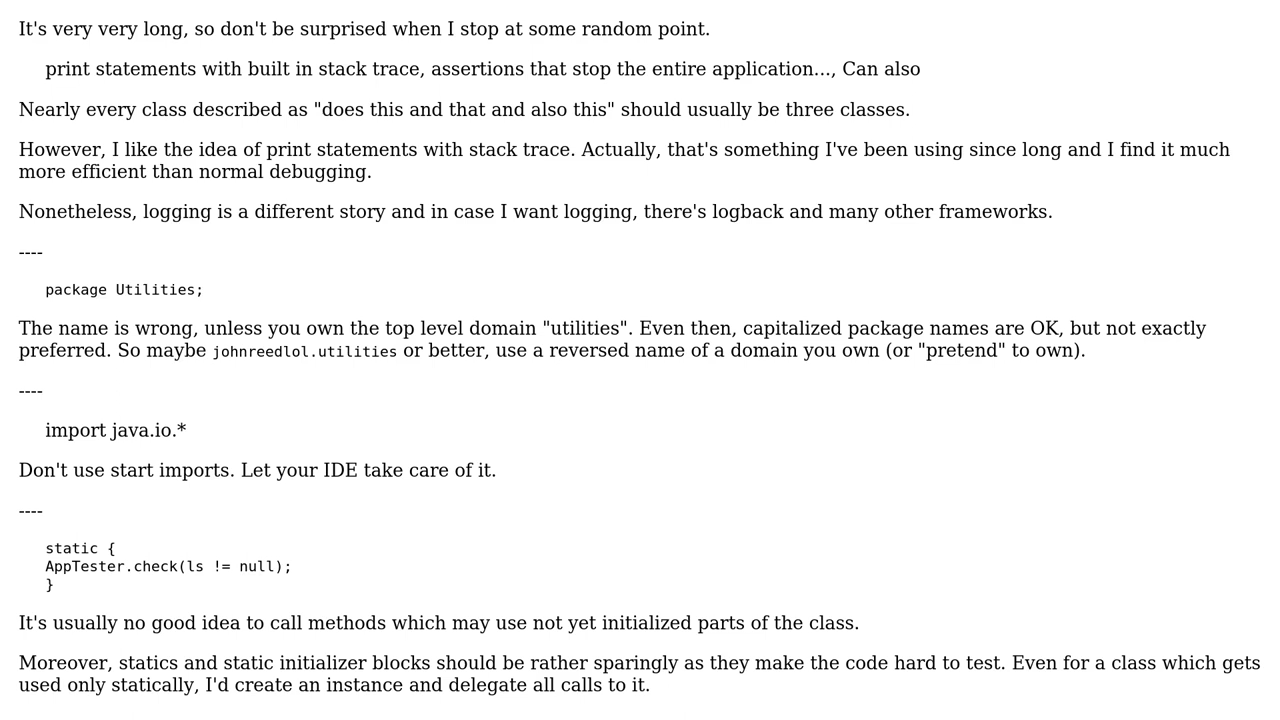 It's very very long, so don't be surprised when I stop at some random point.
print statements with built in stack trace, assertions that stop the entire application..., Can also
Nearly every class described as "does this and that and also this" should usually be three classes.
However, I like the idea of print statements with stack trace. Actually, that's something I've been using since long and I find it much
more efficient than normal debugging.
Nonetheless, logging is a different story and in case I want logging, there's logback and many other frameworks.
----
package Utilities;
The name is wrong, unless you own the top level domain "utilities". Even then, capitalized package names are OK, but not exactly
preferred. So maybe johnreedlol.utilities or better, use a reversed name of a domain you own (or "pretend" to own).
----
import java.io.*
Don't use start imports. Let your IDE take care of it.
----
static {
AppTester.check(ls != null);
}
It's usually no good idea to call methods which may use not yet initialized parts of the class.
Moreover, statics and static initializer blocks should be rather sparingly as they make the code hard to test. Even for a class which gets
used only statically, I'd create an instance and delegate all calls to it.